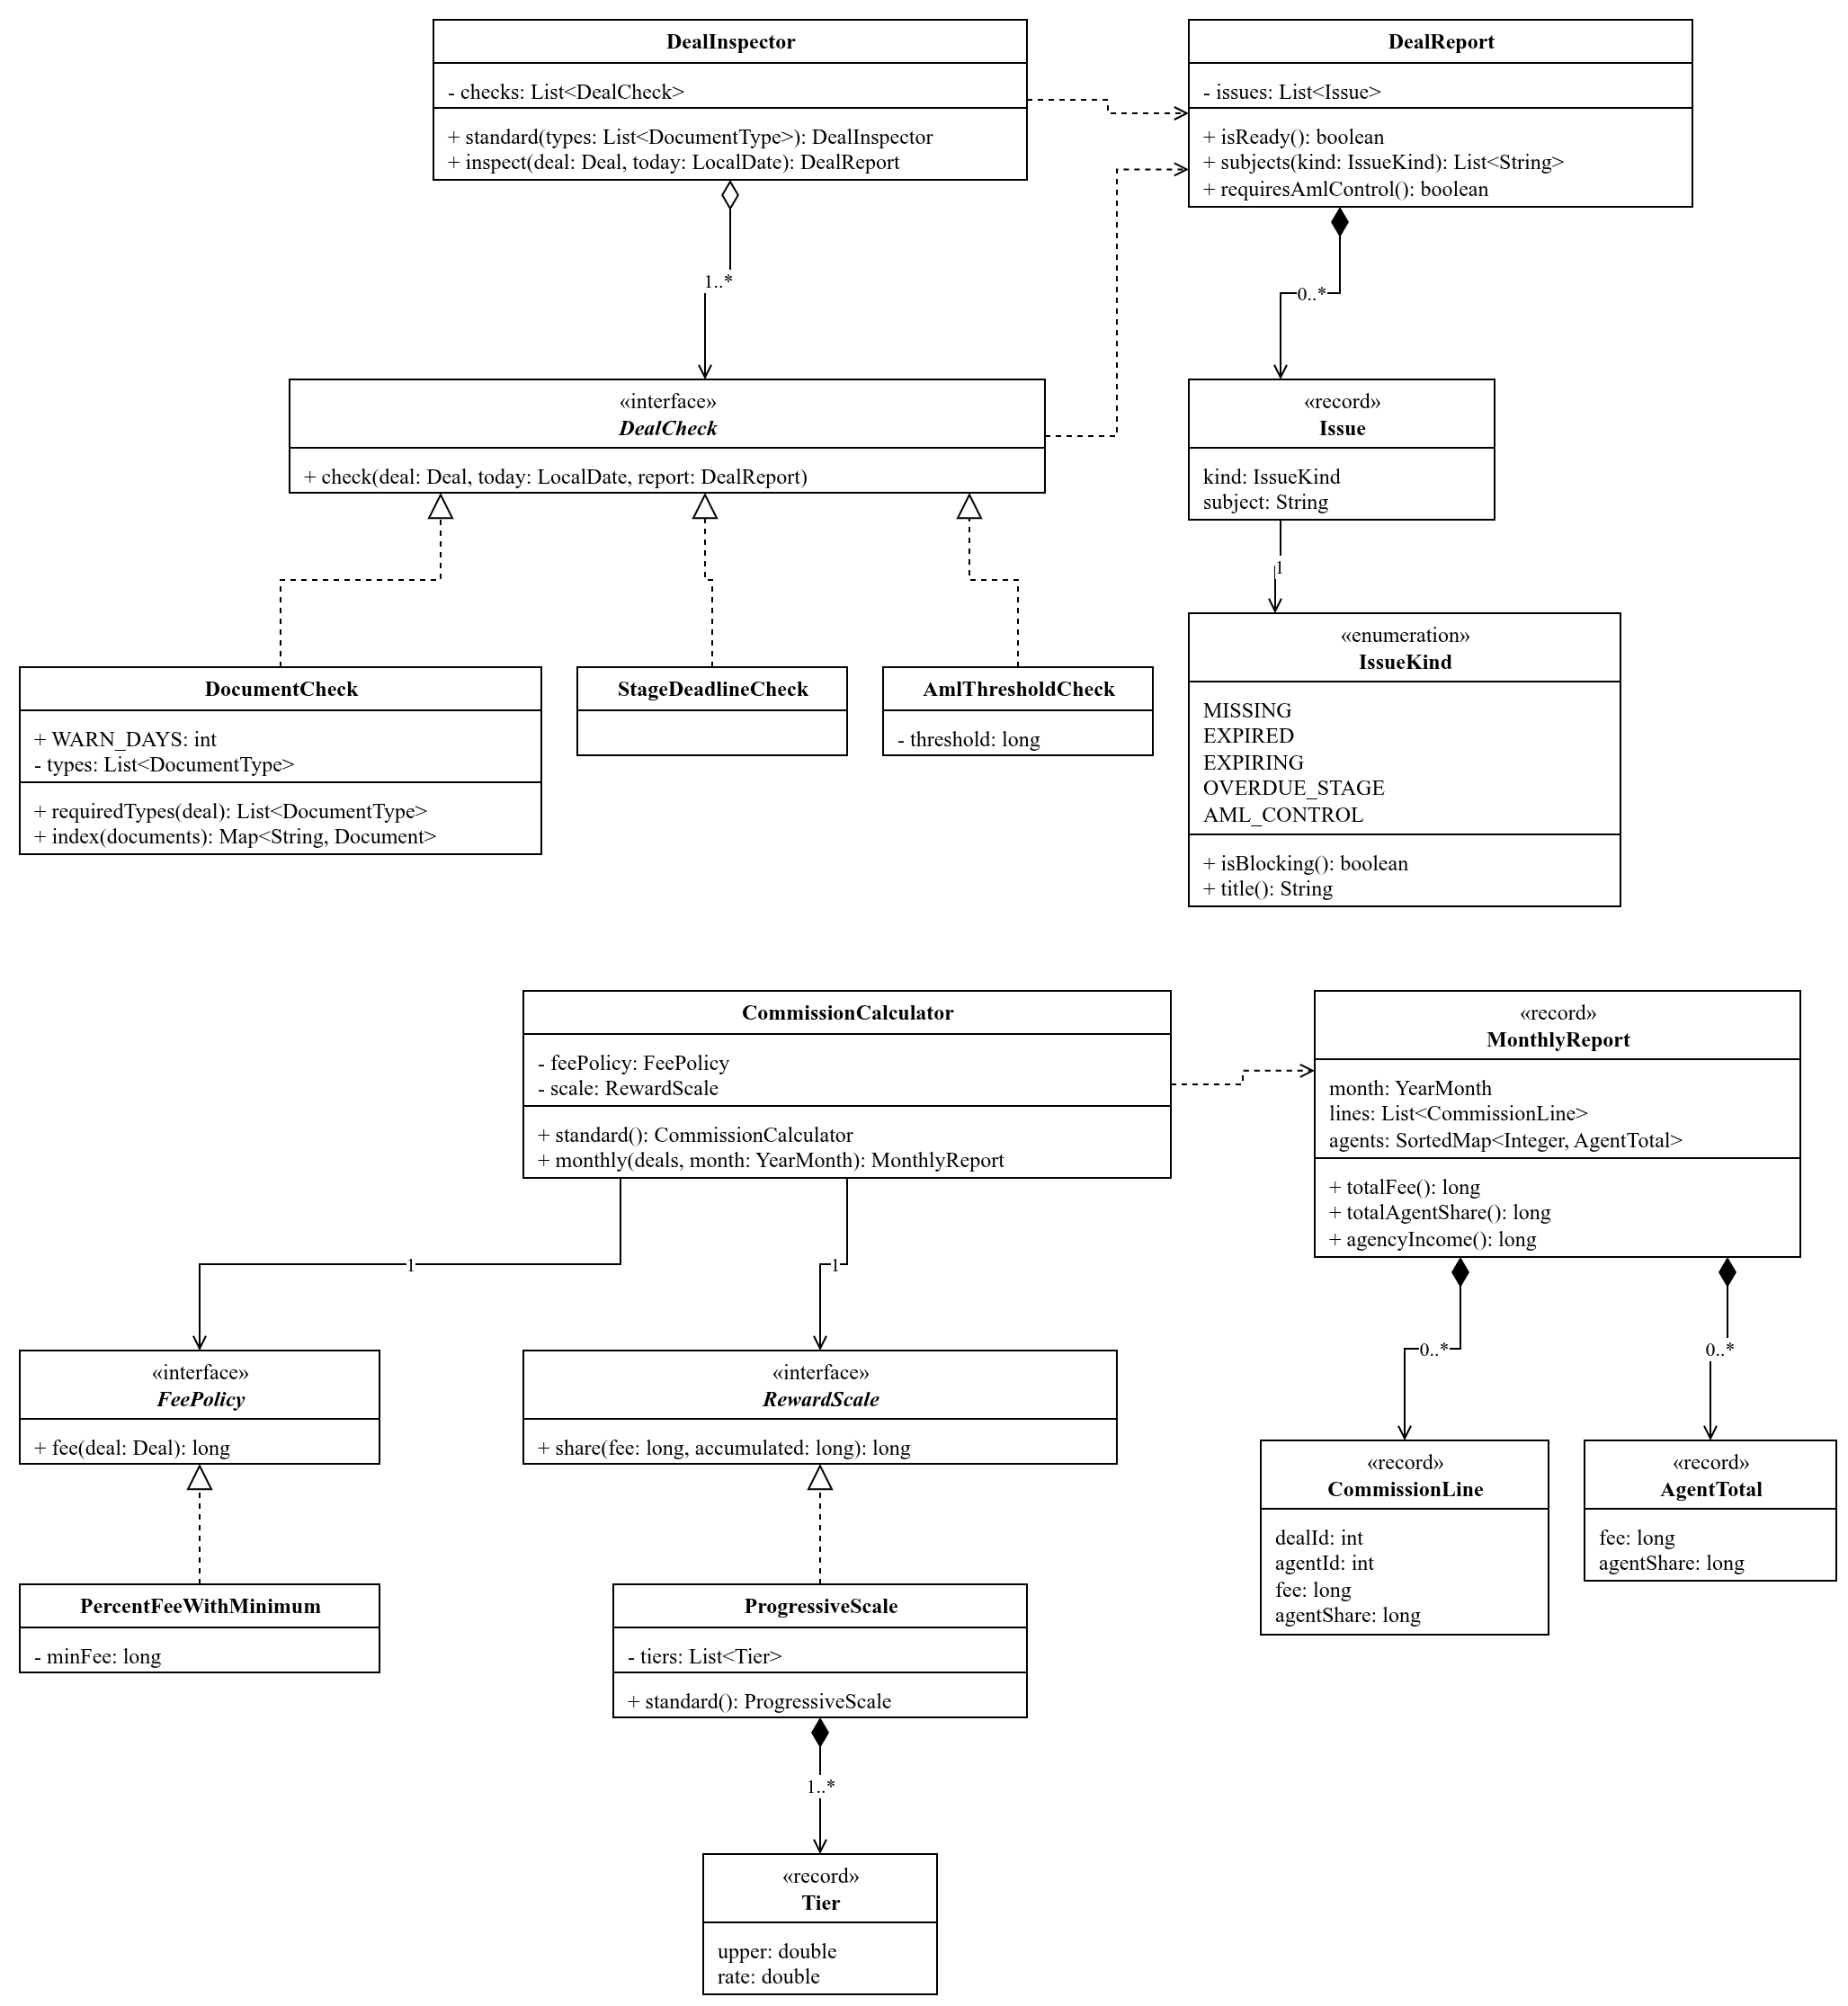 DealInspector
- checks: List<DealCheck>
+ standard(types: List<DocumentType>): DealInspector
+ inspect(deal: Deal, today: LocalDate): DealReport
DealReport
- issues: List<Issue>
+ isReady(): boolean
+ subjects(kind: IssueKind): List<String>
+ requiresAmlControl(): boolean
1..*
0..*
«interface»
DealCheck
+ check(deal: Deal, today: LocalDate, report: DealReport)
«record»
Issue
kind: IssueKind
subject: String
1
DocumentCheck
+ WARN_DAYS: int
- types: List<DocumentType>
+ requiredTypes(deal): List<DocumentType>
+ index(documents): Map<String, Document>
StageDeadlineCheck
AmlThresholdCheck
- threshold: long
«enumeration»
IssueKind
MISSING
EXPIRED
EXPIRING
OVERDUE_STAGE
AML_CONTROL
+ isBlocking(): boolean
+ title(): String
CommissionCalculator
- feePolicy: FeePolicy
- scale: RewardScale
+ standard(): CommissionCalculator
+ monthly(deals, month: YearMonth): MonthlyReport
«record»
MonthlyReport
month: YearMonth
lines: List<CommissionLine>
agents: SortedMap<Integer, AgentTotal>
+ totalFee(): long
+ totalAgentShare(): long
+ agencyIncome(): long
1
1
0..*
0..*
«interface»
FeePolicy
+ fee(deal: Deal): long
«interface»
RewardScale
+ share(fee: long, accumulated: long): long
«record»
CommissionLine
dealId: int
agentId: int
fee: long
agentShare: long
«record»
AgentTotal
fee: long
agentShare: long
PercentFeeWithMinimum
- minFee: long
ProgressiveScale
- tiers: List<Tier>
+ standard(): ProgressiveScale
1..*
«record»
Tier
upper: double
rate: double